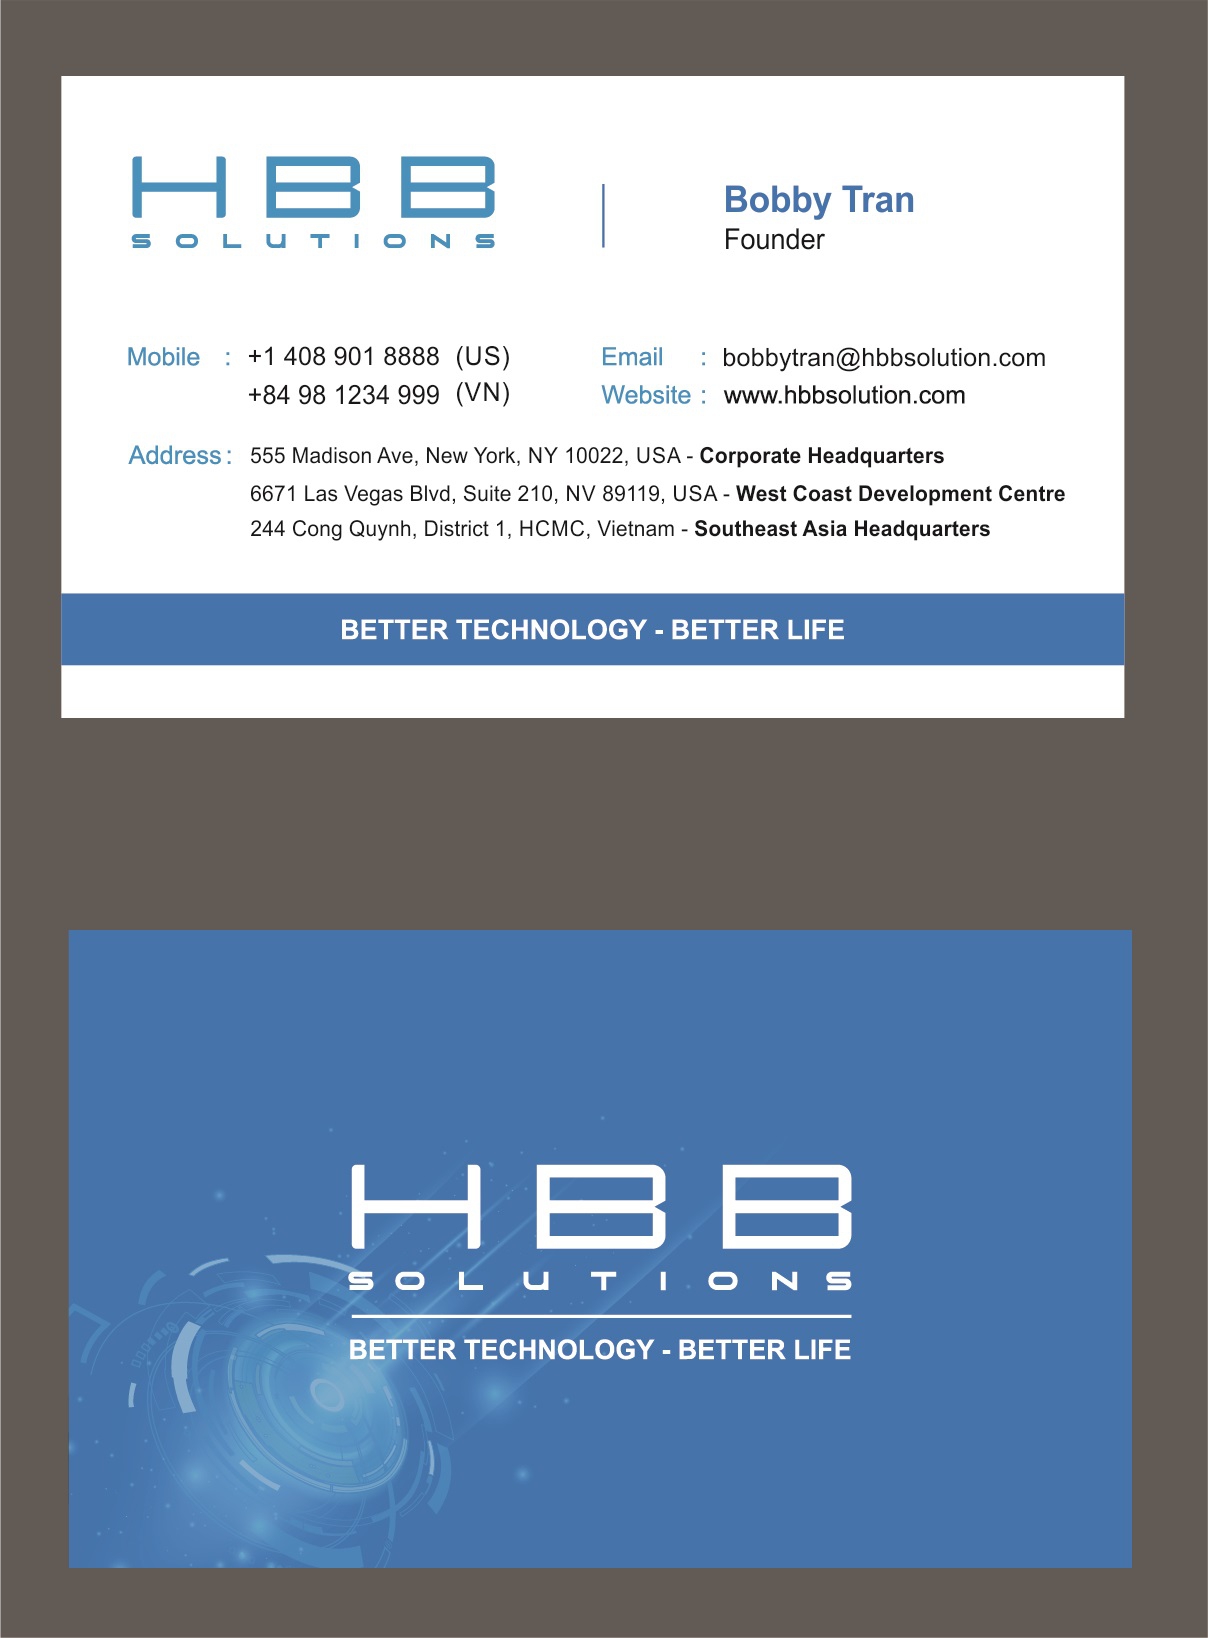 HBB
SOLUTIONS
Bobby Tran
Founder
Mobile : +1 408 901 8888 (US)
+84 98 1234 999 (VN)
Email : bobbytran@hbbsolution.com
Website : www.hbbsolution.com
Address : 555 Madison Ave, New York, NY 10022, USA - Corporate Headquarters
6671 Las Vegas Blvd, Suite 210, NV 89119, USA - West Coast Development Centre
244 Cong Quynh, District 1, HCMC, Vietnam - Southeast Asia Headquarters
BETTER TECHNOLOGY - BETTER LIFE
HBB
SOLUTIONS
BETTER TECHNOLOGY - BETTER LIFE